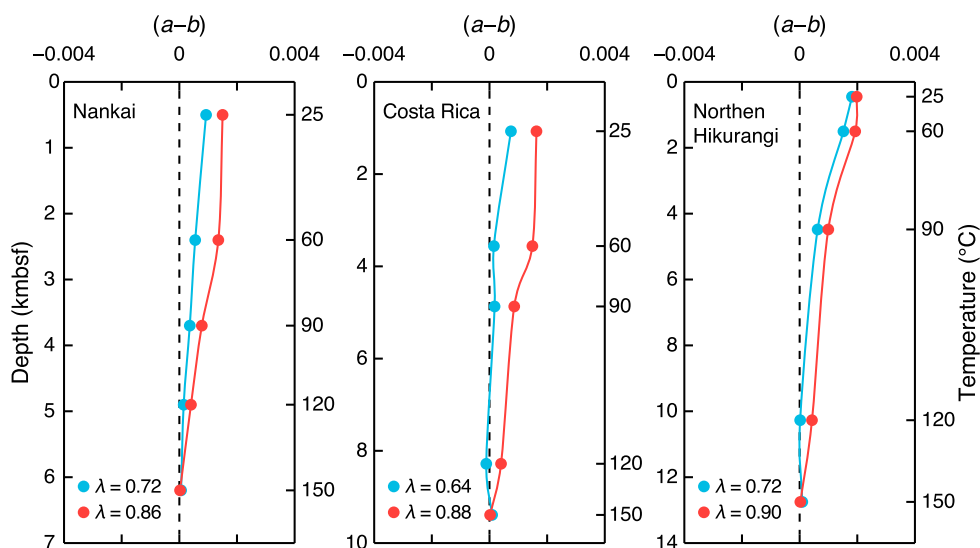 (a–b)
(a–b)
(a–b)
−0.004 0 0.004
−0.004 0 0.004
−0.004 0 0.004
Depth (kmbsf)
0
1
2
3
4
5
6
7
Nankai
25
60
90
120
150
λ = 0.72
λ = 0.86
0
2
4
6
8
10
Costa Rica
25
60
90
120
150
λ = 0.64
λ = 0.88
0
2
4
6
8
10
12
14
Northen
Hikurangi
25
60
90
120
150
λ = 0.72
λ = 0.90
Temperature (°C)